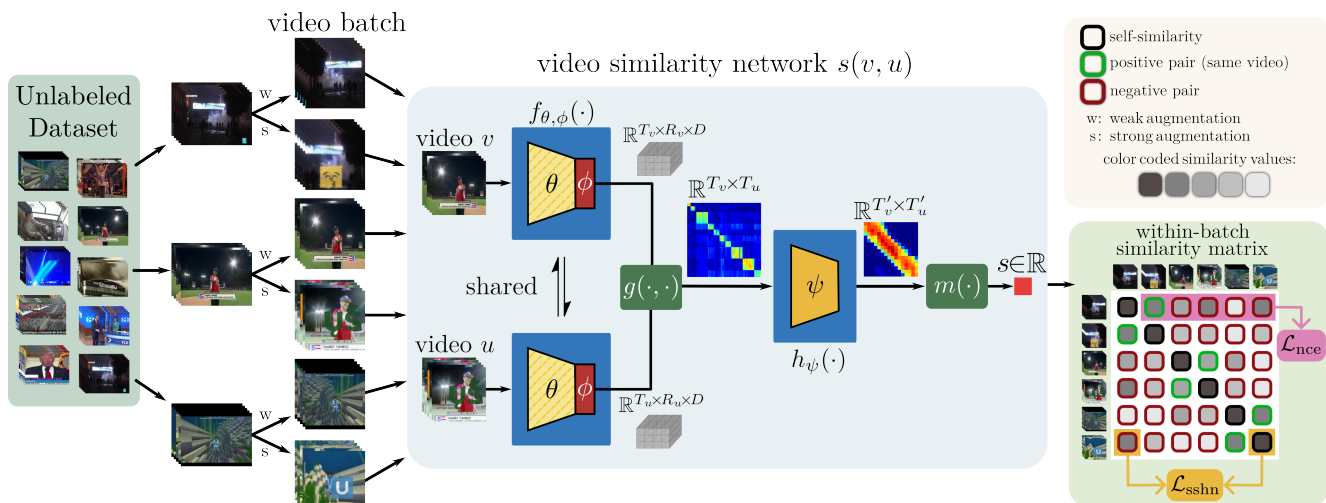 video batch
Unlabeled
Dataset
w
s
w
s
w
s
video similarity network s(v, u)
video v
f_{θ,φ}(·)
θ
φ
ℝ^{T_v×R_v×D}
shared
video u
θ
φ
f_{θ,φ}(·)
ℝ^{T_u×R_u×D}
g(·,·)
ℝ^{T_v×T_u}
ψ
h_ψ(·)
ℝ^{T'_v×T'_u}
m(·)
s∈ℝ
self-similarity
positive pair (same video)
negative pair
w: weak augmentation
s: strong augmentation
color coded similarity values:
within-batch
similarity matrix
ℒ_nce
ℒ_sshn
U